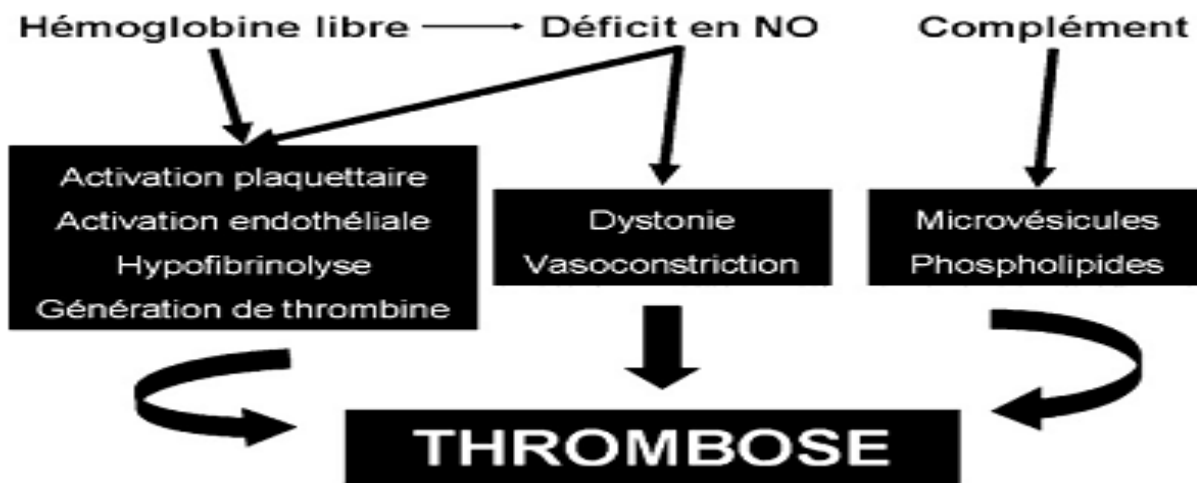 Hémoglobine libre Déficit en NO Complément
Activation plaquettaire
Activation endothéliale
Hypofibrinolyse
Génération de thrombine
Dystonie
Vasoconstriction
Microvésicules
Phospholipides
THROMBOSE